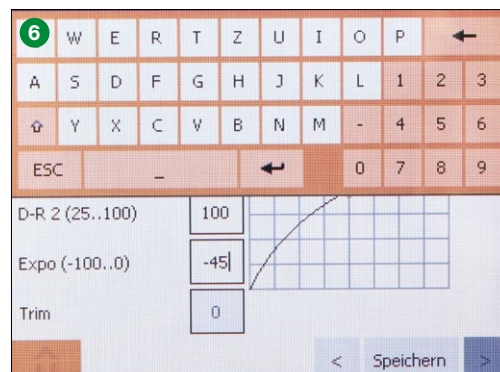 6 W E R T Z U I O P ←
A S D F G H J K L 1 2 3
⇧ Y X C V B N M - 4 5 6
ESC _ ↵ 0 7 8 9
D-R 2 (25..100) 100
Expo (-100..0) -45
Trim 0
< Speichern >